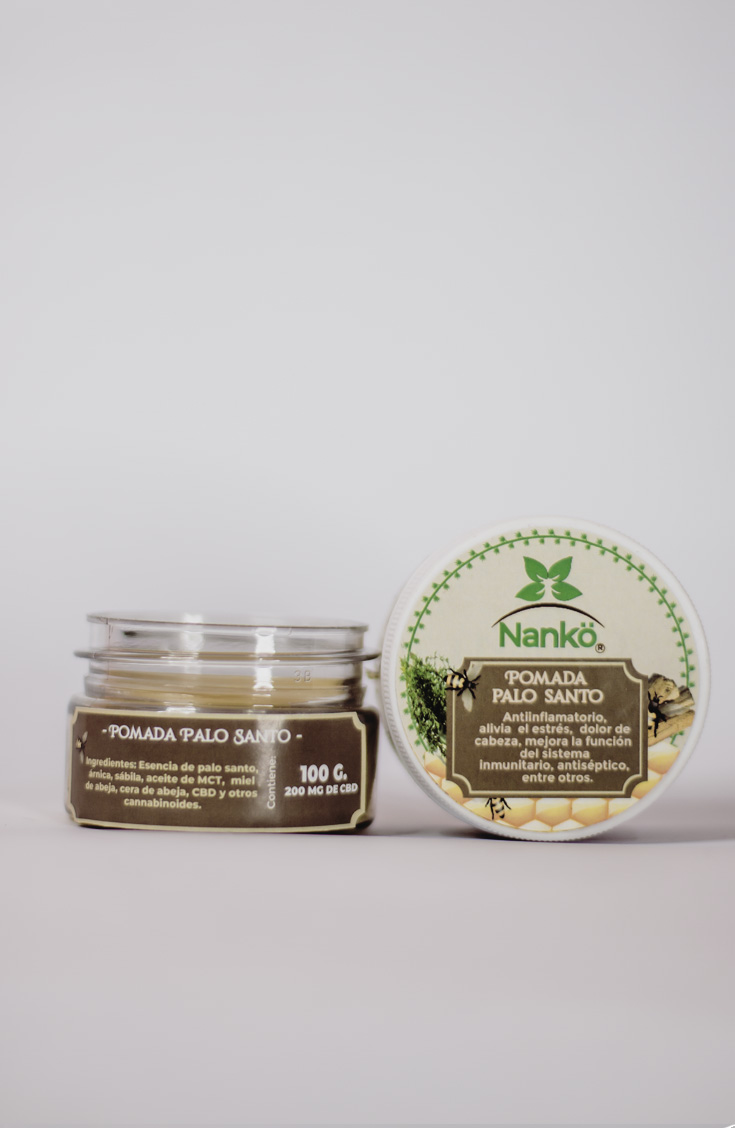 -Pomada Palo Santo -
Ingredientes: Esencia de palo santo,
árnica, sábila, aceite de MCT, miel
de abeja, cera de abeja, CBD y otros
cannabinoides.
Contiene:
100 G.
200 MG DE CBD
38
Nankö®
Pomada
Palo Santo
Antiinflamatorio,
alivia el estrés, dolor de
cabeza, mejora la función
del sistema
inmunitario, antiséptico,
entre otros.